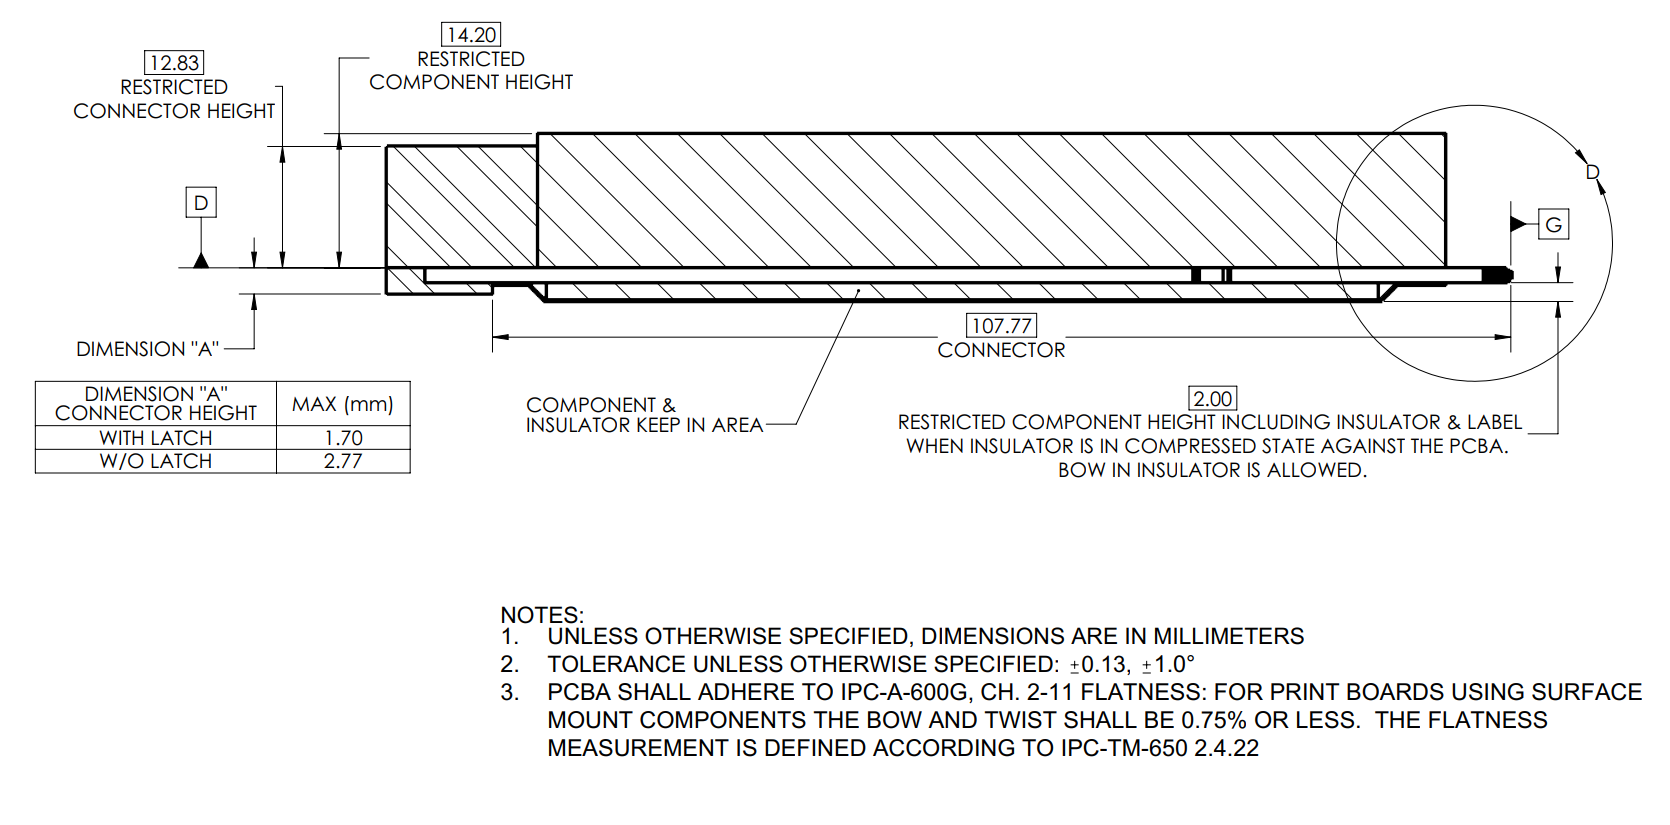 14.20
RESTRICTED
COMPONENT HEIGHT
12.83
RESTRICTED
CONNECTOR HEIGHT
D
D
G
DIMENSION "A"
107.77
CONNECTOR
DIMENSION "A"
CONNECTOR HEIGHT
MAX (mm)
WITH LATCH
1.70
W/O LATCH
2.77
COMPONENT &
INSULATOR KEEP IN AREA
2.00
RESTRICTED COMPONENT HEIGHT INCLUDING INSULATOR & LABEL
WHEN INSULATOR IS IN COMPRESSED STATE AGAINST THE PCBA.
BOW IN INSULATOR IS ALLOWED.
NOTES:
1. UNLESS OTHERWISE SPECIFIED, DIMENSIONS ARE IN MILLIMETERS
2. TOLERANCE UNLESS OTHERWISE SPECIFIED: ±0.13, ±1.0°
3. PCBA SHALL ADHERE TO IPC-A-600G, CH. 2-11 FLATNESS: FOR PRINT BOARDS USING SURFACE
MOUNT COMPONENTS THE BOW AND TWIST SHALL BE 0.75% OR LESS. THE FLATNESS
MEASUREMENT IS DEFINED ACCORDING TO IPC-TM-650 2.4.22